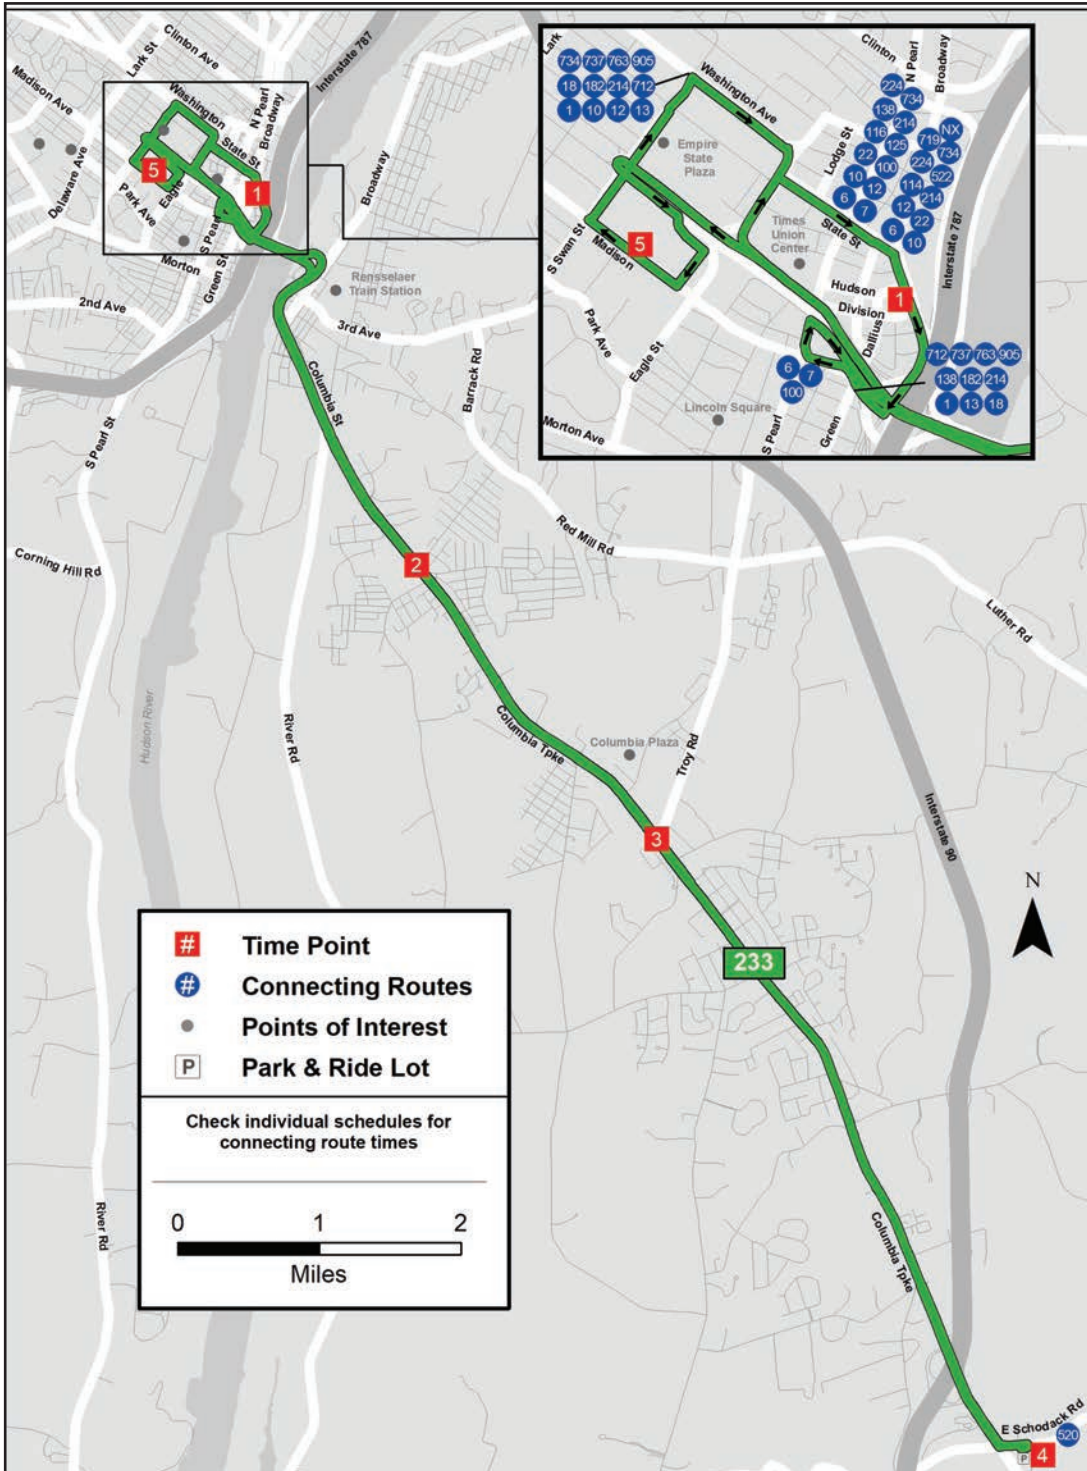 Clinton Ave
Lark St
Madison Ave
Washington
N Pearl
Broadway
Interstate 787
State St
Broadway
5
1
Eagle
Delaware Ave
Park Ave
S Pearl
Morton
Green St
2nd Ave
Rensselaer
Train Station
3rd Ave
Barrack Rd
Columbia St
S Pearl St
Corning Hill Rd
2
Red Mill Rd
Luther Rd
Hudson River
River Rd
Columbia Tpke
Columbia Plaza
Troy Rd
3
Interstate 90
233
Columbia Tpke
River Rd
E Schodack Rd
520
P
4
N
Lark
734 737 763 905
18 182 214 712
1 10 12 13
Washington Ave
Clinton
N Pearl
Broadway
224
734
138
214
116
125
22
100
10
12
6
7
NX
719
734
224
522
114
214
12
22
6
10
Lodge St
Empire
State
Plaza
Times
Union
Center
State St
Interstate 787
S Swan St
Madison
5
Hudson
Division
1
Dallius
Park Ave
Eagle St
6
7
100
712 737 763 905
138 182 214
1 13 18
Lincoln Square
Morton Ave
S Pearl
Green
# Time Point
# Connecting Routes
Points of Interest
P Park & Ride Lot
Check individual schedules for
connecting route times
0 1 2
Miles